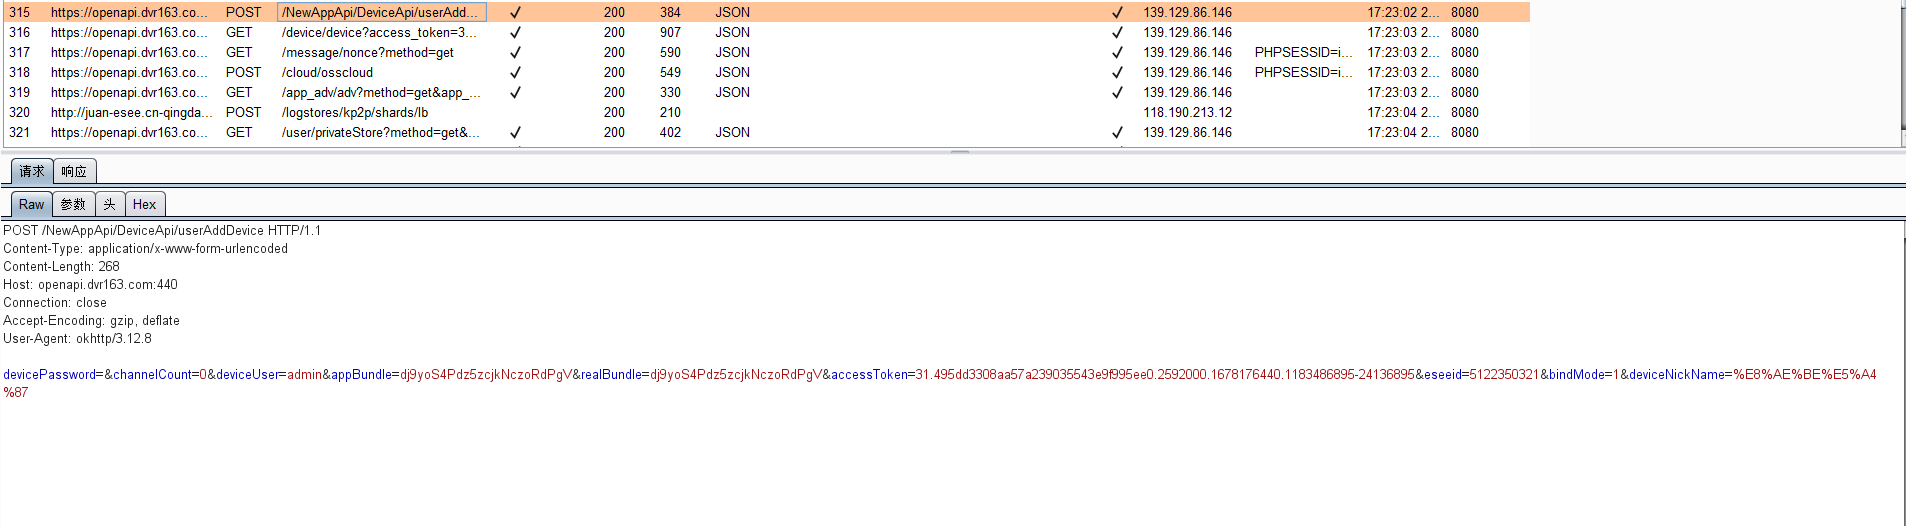 315 https://openapi.dvr163.co... POST /NewAppApi/DeviceApi/userAdd... ✓ 200 384 JSON ✓ 139.129.86.146 17:23:02 2... 8080
316 https://openapi.dvr163.co... GET /device/device?access_token=3... ✓ 200 907 JSON ✓ 139.129.86.146 17:23:03 2... 8080
317 https://openapi.dvr163.co... GET /message/nonce?method=get ✓ 200 590 JSON ✓ 139.129.86.146 PHPSESSID=i... 17:23:03 2... 8080
318 https://openapi.dvr163.co... POST /cloud/osscloud ✓ 200 549 JSON ✓ 139.129.86.146 PHPSESSID=i... 17:23:03 2... 8080
319 https://openapi.dvr163.co... GET /app_adv/adv?method=get&app_... ✓ 200 330 JSON ✓ 139.129.86.146 17:23:03 2... 8080
320 http://juan-esee.cn-qingda... POST /logstores/kp2p/shards/lb 200 210 118.190.213.12 17:23:04 2... 8080
321 https://openapi.dvr163.co... GET /user/privateStore?method=get&... ✓ 200 402 JSON ✓ 139.129.86.146 17:23:04 2... 8080
请求 响应
Raw 参数 头 Hex
POST /NewAppApi/DeviceApi/userAddDevice HTTP/1.1
Content-Type: application/x-www-form-urlencoded
Content-Length: 268
Host: openapi.dvr163.com:440
Connection: close
Accept-Encoding: gzip, deflate
User-Agent: okhttp/3.12.8
devicePassword=&channelCount=0&deviceUser=admin&appBundle=dj9yoS4Pdz5zcjkNczoRdPgV&realBundle=dj9yoS4Pdz5zcjkNczoRdPgV&accessToken=31.495dd3308aa57a239035543e9f995ee0.2592000.1678176440.1183486895-24136895&eseeid=5122350321&bindMode=1&deviceNickName=%E8%AE%BE%E5%A4
%87